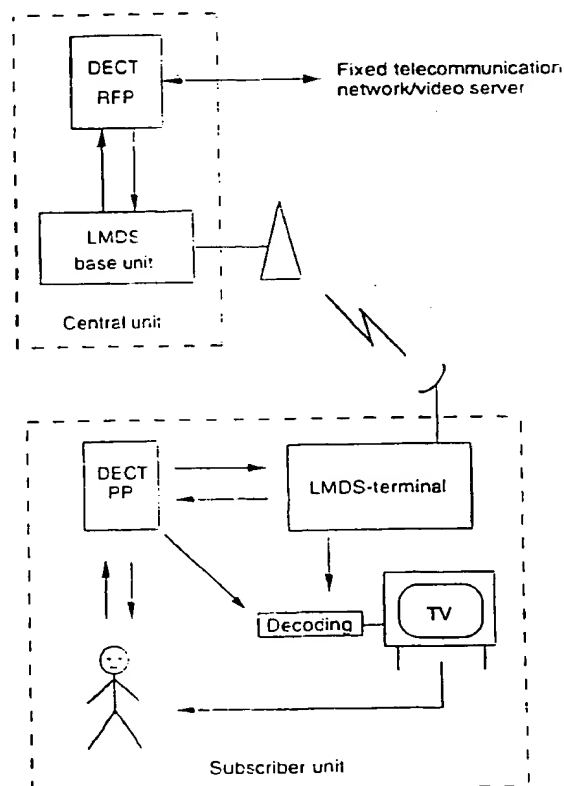 DECT
RFP
Fixed telecommunication
network/video server
LMDS
base unit
Central unit
DECT
PP
LMDS-terminal
Decoding
TV
Subscriber unit